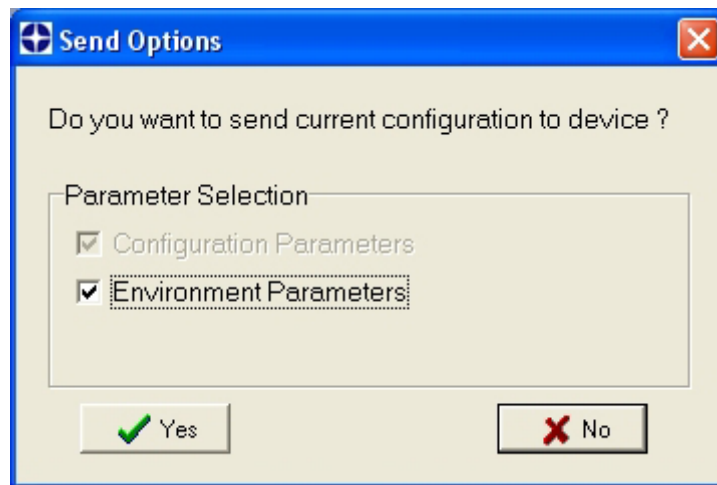 Send Options
Do you want to send current configuration to device ?
Parameter Selection
Configuration Parameters
Environment Parameters
Yes
No